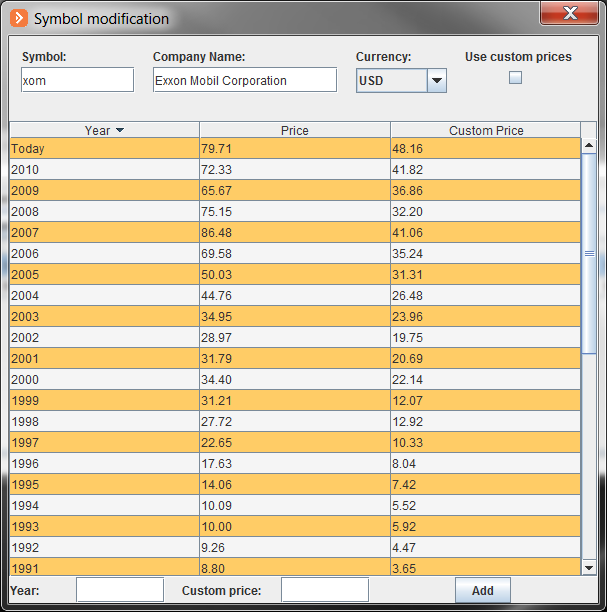 Symbol modification
Symbol: Company Name: Currency: Use custom prices
xom Exxon Mobil Corporation USD
Year Price Custom Price
Today 79.71 48.16
2010 72.33 41.82
2009 65.67 36.86
2008 75.15 32.20
2007 86.48 41.06
2006 69.58 35.24
2005 50.03 31.31
2004 44.76 26.48
2003 34.95 23.96
2002 28.97 19.75
2001 31.79 20.69
2000 34.40 22.14
1999 31.21 12.07
1998 27.72 12.92
1997 22.65 10.33
1996 17.63 8.04
1995 14.06 7.42
1994 10.09 5.52
1993 10.00 5.92
1992 9.26 4.47
1991 8.80 3.65
Year: Custom price: Add